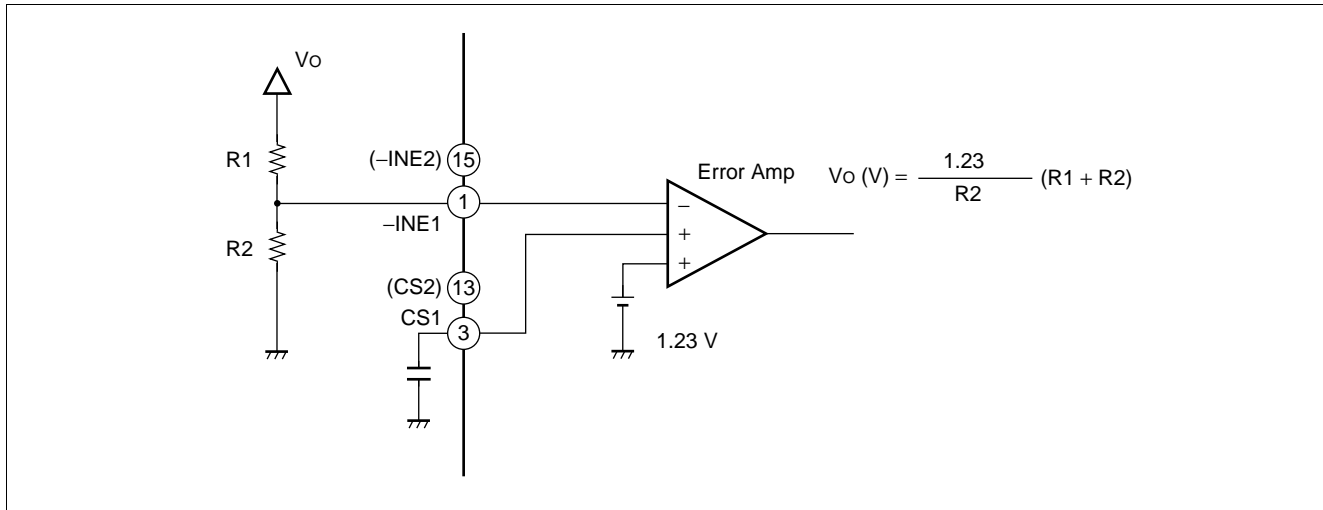 Vo
R1
R2
(–INE2) 15
1
–INE1
(CS2) 13
CS1
3
Error Amp
–
+
+
1.23 V
Vo (V) = 1.23 / R2 (R1 + R2)